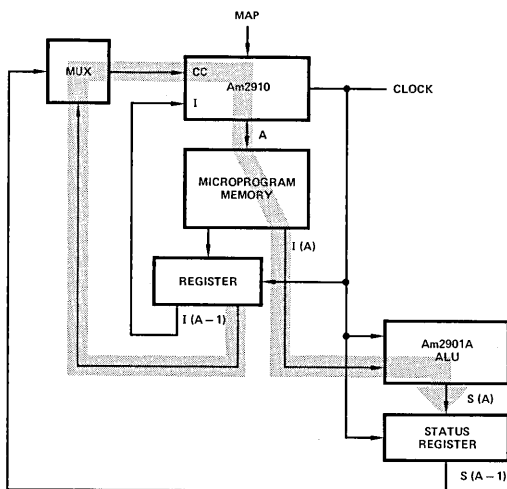 MAP
MUX
CC
Am2910
I
CLOCK
A
MICROPROGRAM
MEMORY
I (A)
REGISTER
I (A – 1)
Am2901A
ALU
S (A)
STATUS
REGISTER
S (A – 1)